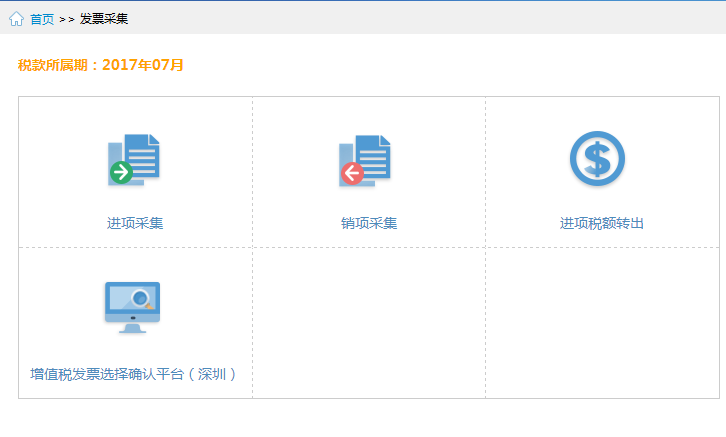 首页 >> 发票采集
税款所属期：2017年07月
进项采集
销项采集
进项税额转出
增值税发票选择确认平台（深圳）